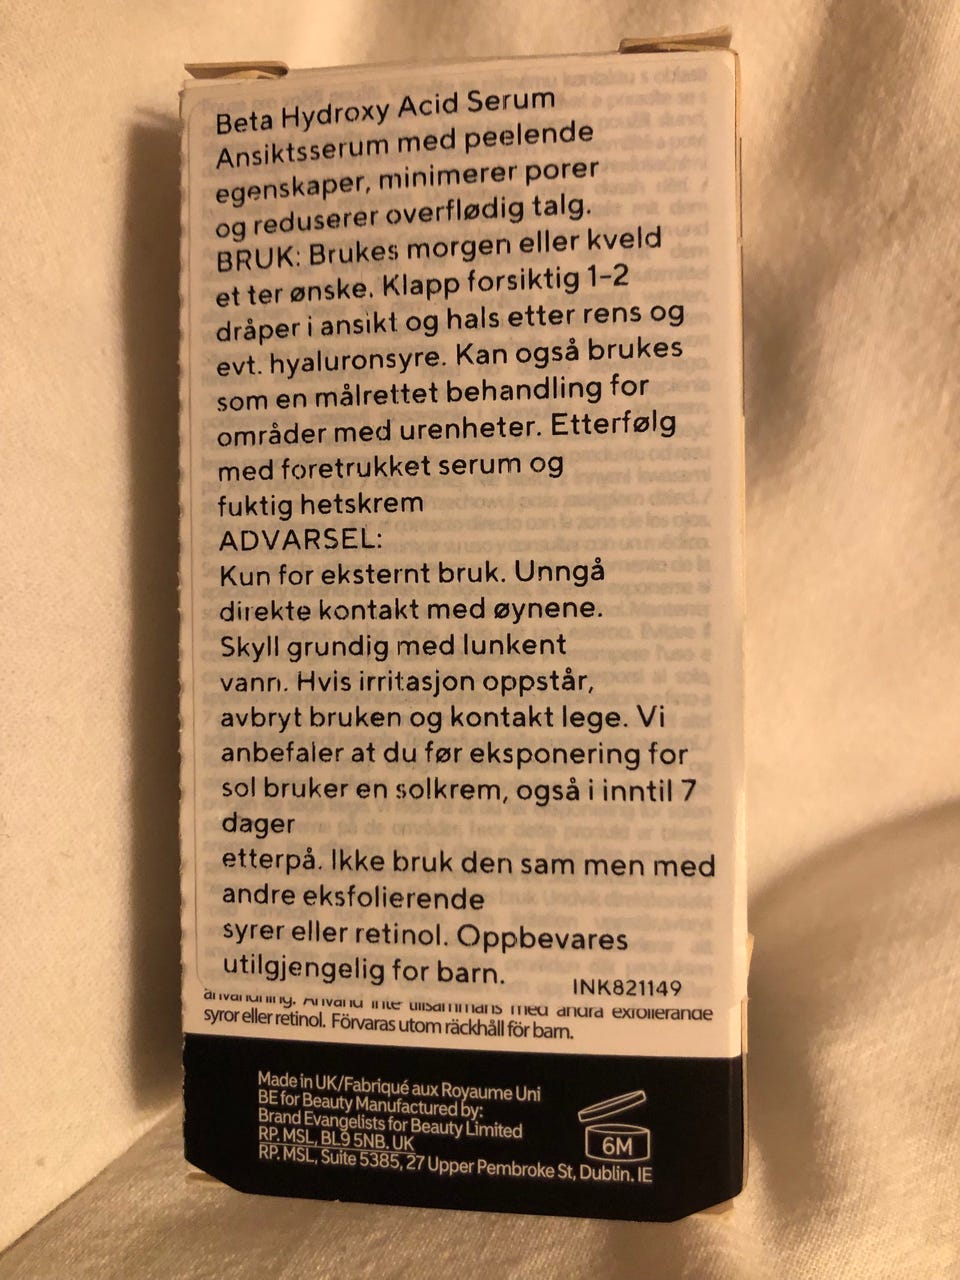 Beta Hydroxy Acid Serum
Ansiktsserum med peelende
egenskaper, minimerer porer
og reduserer overflødig talg.
BRUK: Brukes morgen eller kveld
et ter ønske. Klapp forsiktig 1-2
dråper i ansikt og hals etter rens og
evt. hyaluronsyre. Kan også brukes
som en målrettet behandling for
områder med urenheter. Etterfølg
med foretrukket serum og
fuktig hetskrem
ADVARSEL:
Kun for eksternt bruk. Unngå
direkte kontakt med øynene.
Skyll grundig med lunkent
vann. Hvis irritasjon oppstår,
avbryt bruken og kontakt lege. Vi
anbefaler at du før eksponering for
sol bruker en solkrem, også i inntil 7
dager
etterpå. Ikke bruk den sam men med
andre eksfolierende
syrer eller retinol. Oppbevares
utilgjengelig for barn.
INK821149
användning. Använd inte tillsammans med andra exfolierande
syror eller retinol. Förvaras utom räckhåll för barn.
Made in UK/Fabriqué aux Royaume Uni
BE for Beauty Manufactured by:
Brand Evangelists for Beauty Limited
RP. MSL, BL9 5NB. UK
RP. MSL, Suite 5385, 27 Upper Pembroke St, Dublin. IE
6M